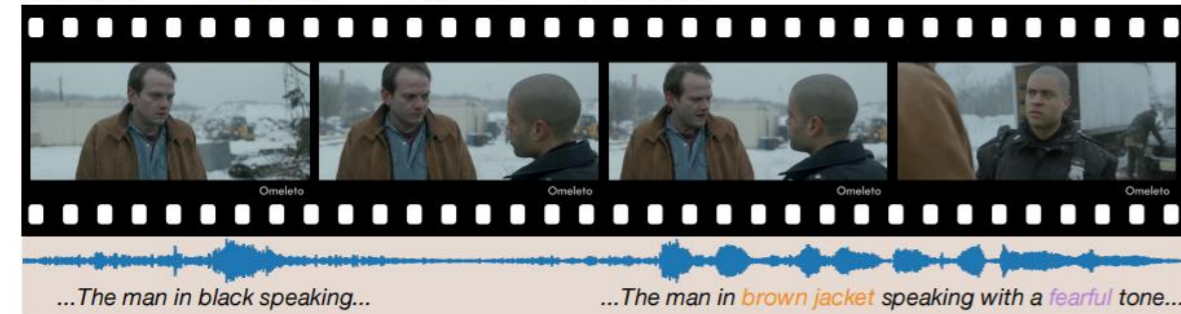 Omeleto
Omeleto
Omeleto
Omeleto
...The man in black speaking...
...The man in brown jacket speaking with a fearful tone...